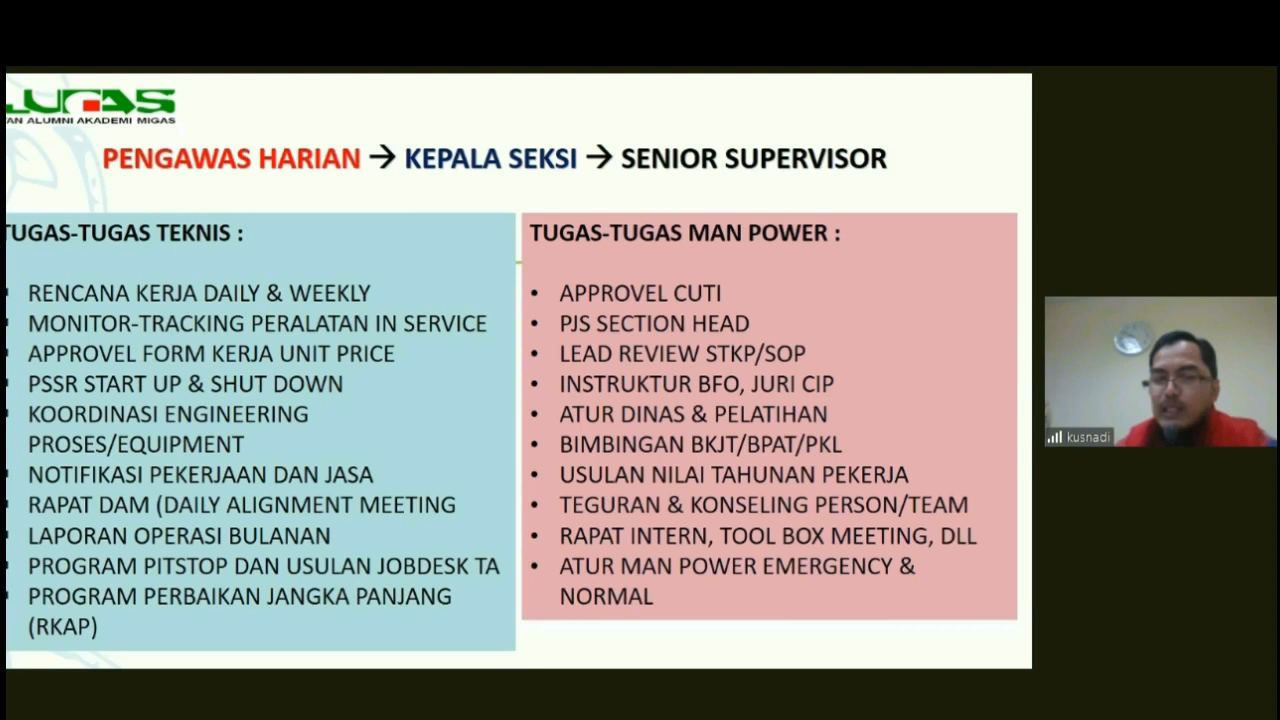 AN ALUMNI AKADEMI MIGAS
PENGAWAS HARIAN → KEPALA SEKSI → SENIOR SUPERVISOR
TUGAS-TUGAS TEKNIS :
RENCANA KERJA DAILY & WEEKLY
MONITOR-TRACKING PERALATAN IN SERVICE
APPROVEL FORM KERJA UNIT PRICE
PSSR START UP & SHUT DOWN
KOORDINASI ENGINEERING
PROSES/EQUIPMENT
NOTIFIKASI PEKERJAAN DAN JASA
RAPAT DAM (DAILY ALIGNMENT MEETING
LAPORAN OPERASI BULANAN
PROGRAM PITSTOP DAN USULAN JOBDESK TA
PROGRAM PERBAIKAN JANGKA PANJANG
(RKAP)
TUGAS-TUGAS MAN POWER :
• APPROVEL CUTI
• PJS SECTION HEAD
• LEAD REVIEW STKP/SOP
• INSTRUKTUR BFO, JURI CIP
• ATUR DINAS & PELATIHAN
• BIMBINGAN BKJT/BPAT/PKL
• USULAN NILAI TAHUNAN PEKERJA
• TEGURAN & KONSELING PERSON/TEAM
• RAPAT INTERN, TOOL BOX MEETING, DLL
• ATUR MAN POWER EMERGENCY &
NORMAL
kusnadi